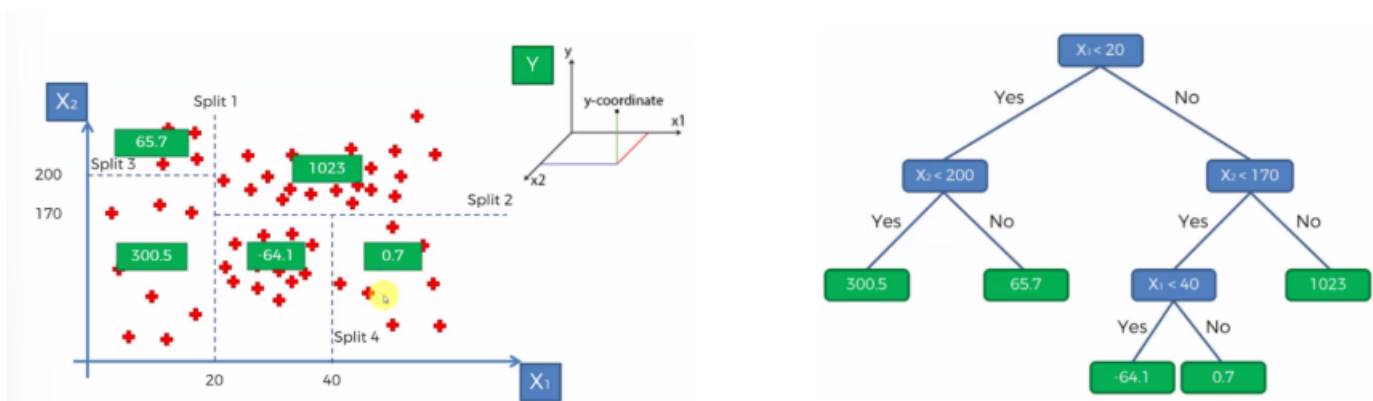 X₂
Split 1
65.7
Split 3
200
170
1023
Split 2
300.5
-64.1
0.7
Split 4
20
40
X₁
Y
y
y-coordinate
x1
x2
X₁ < 20
Yes
No
X₂ < 200
X₂ < 170
Yes
No
Yes
No
300.5
65.7
X₁ < 40
1023
Yes
No
-64.1
0.7